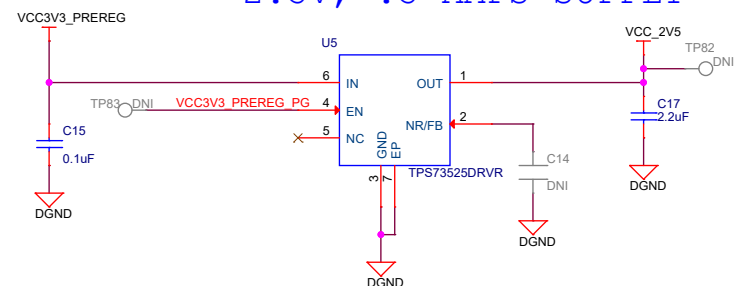 VCC3V3_PREREG
VCC_2V5
TP82
DNI
U5
6
IN
OUT
1
TP83
DNI
VCC3V3_PREREG_PG
4
EN
C17
2.2uF
2
NR/FB
5
NC
C15
0.1uF
GND
EP
C14
DNI
TPS73525DRVR
3
7
DGND
DGND
DGND
DGND